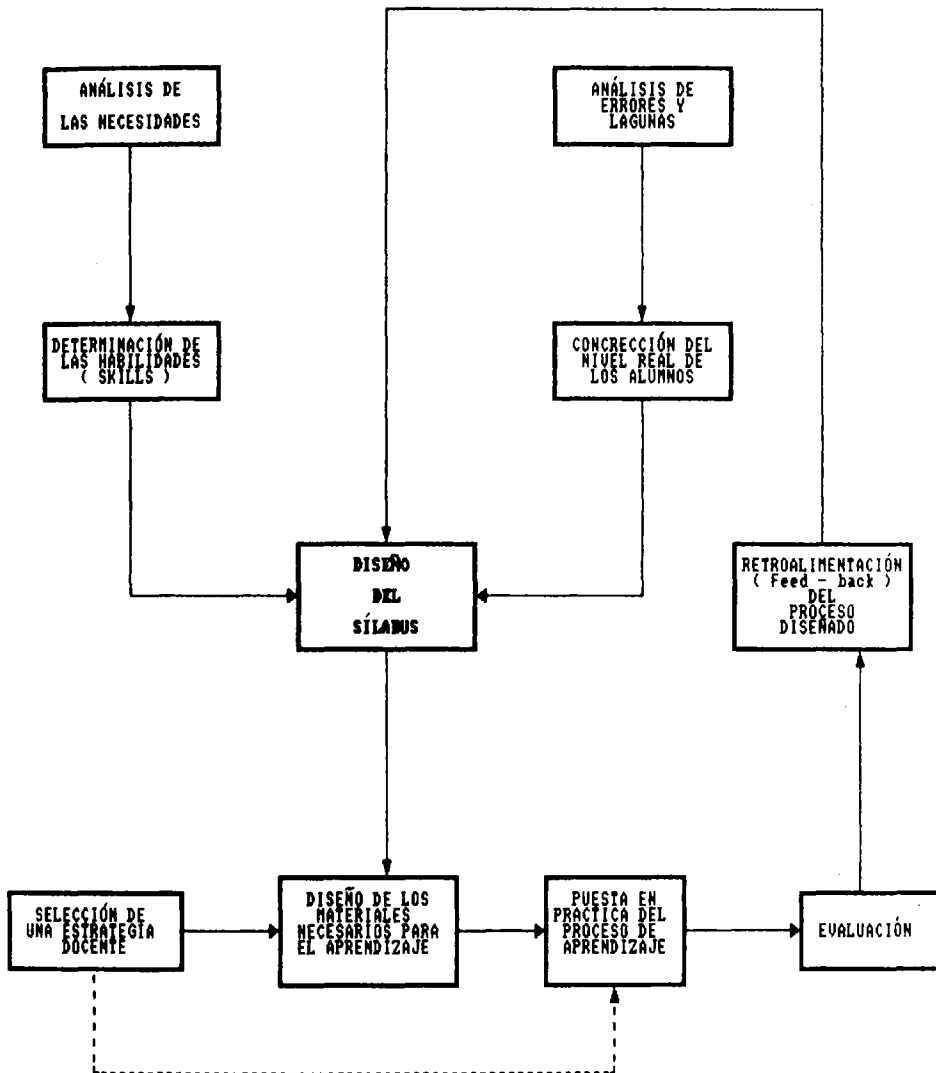 ANÁLISIS DE
LAS NECESIDADES
ANÁLISIS DE
ERRORES Y
LAGUNAS
DETERMINACIÓN DE
LAS HABILIDADES
( SKILLS )
CONCRECCIÓN DEL
NIVEL REAL DE
LOS ALUMNOS
DISEÑO
DEL
SÍLABUS
RETROALIMENTACIÓN
( Feed - back )
DEL
PROCESO
DISEÑADO
SELECCIÓN DE
UNA ESTRATEGIA
DOCENTE
DISEÑO DE LOS
MATERIALES
NECESARIOS PARA
EL APRENDIZAJE
PUESTA EN
PRACTICA DEL
PROCESO DE
APRENDIZAJE
EVALUACIÓN